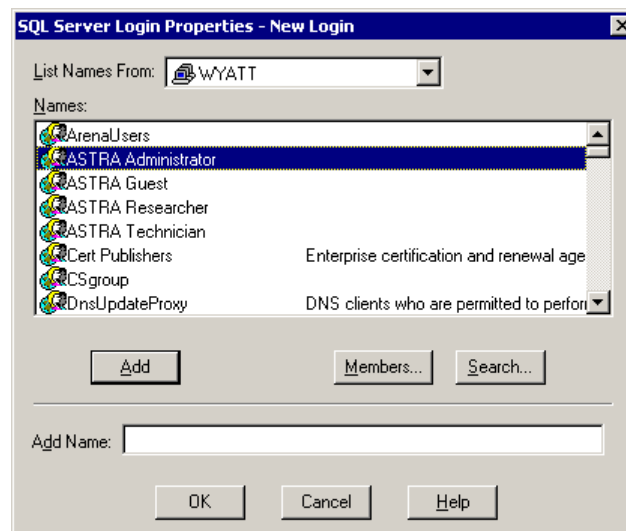 SQL Server Login Properties - New Login
List Names From: WYATT
Names:
ArenaUsers
ASTRA Administrator
ASTRA Guest
ASTRA Researcher
ASTRA Technician
Cert Publishers Enterprise certification and renewal age
CSgroup
DnsUpdateProxy DNS clients who are permitted to perfor
Add Members... Search...
Add Name:
OK Cancel Help